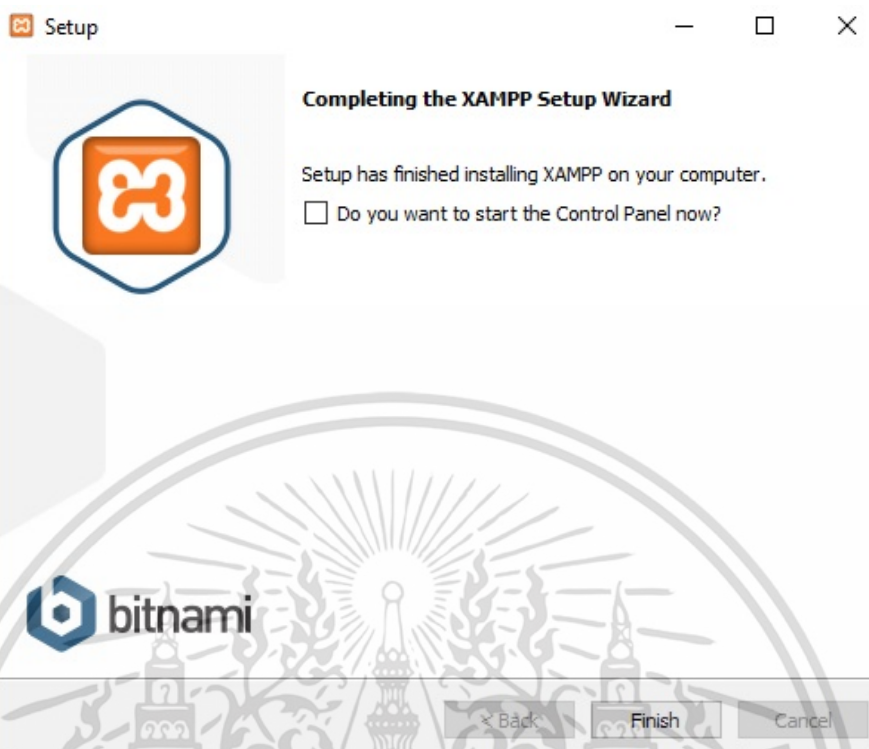 Setup
Completing the XAMPP Setup Wizard
Setup has finished installing XAMPP on your computer.
Do you want to start the Control Panel now?
bitnami
< Back
Finish
Cancel